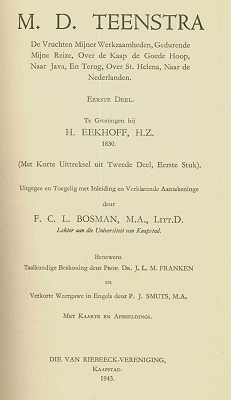 M. D. TEENSTRA
De Vruchten Mijner Werkzaamheden, Gedurende
Mijne Reize, Over de Kaap de Goede Hoop,
Naar Java, En Terug, Over St. Helena, Naar de
Nederlanden.
Eerste Deel.
Te Groningen bij
H. EEKHOFF, H.Z.
1830.
(Met Korte Uittreksel uit Tweede Deel, Eerste Stuk).
Uitgegee en Toegelig met Inleiding en Verklarende Aantekeninge
deur
F. C. L. BOSMAN, M.A., Litt.D.
Lektor aan die Universiteit van Kaapstad.
Benewens
Taalkundige Beskouing deur Prof. Dr. J. L. M. FRANKEN
en
Verkorte Weergawe in Engels deur P. J. SMUTS, M.A.
Met Kaarte en Afbeeldings.
DIE VAN RIEBEECK-VERENIGING,
Kaapstad.
1943.